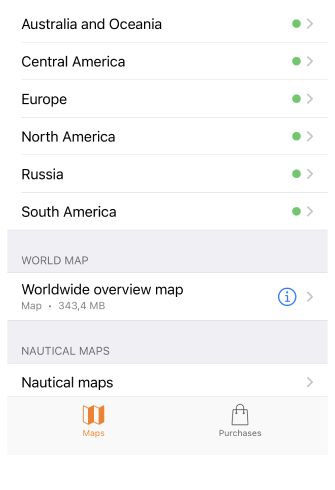 Australia and Oceania
Central America
Europe
North America
Russia
South America
WORLD MAP
Worldwide overview map
Map • 343,4 MB
NAUTICAL MAPS
Nautical maps
Maps
Purchases